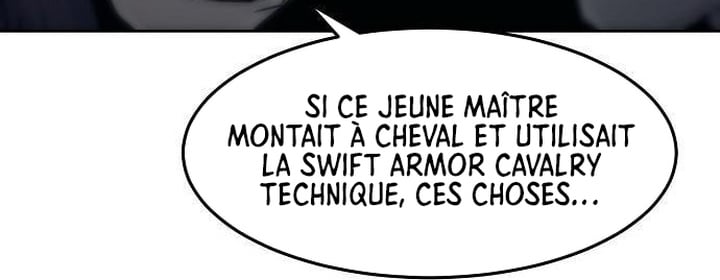 SI CE JEUNE MAÎTRE
MONTAIT À CHEVAL ET UTILISAIT
LA SWIFT ARMOR CAVALRY
TECHNIQUE, CES CHOSES...